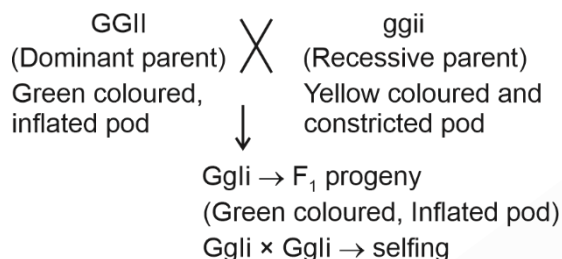 GGII ggii
(Dominant parent) (Recessive parent)
Green coloured, Yellow coloured and
inflated pod constricted pod
GgIi → F₁ progeny
(Green coloured, Inflated pod)
GgIi × GgIi → selfing